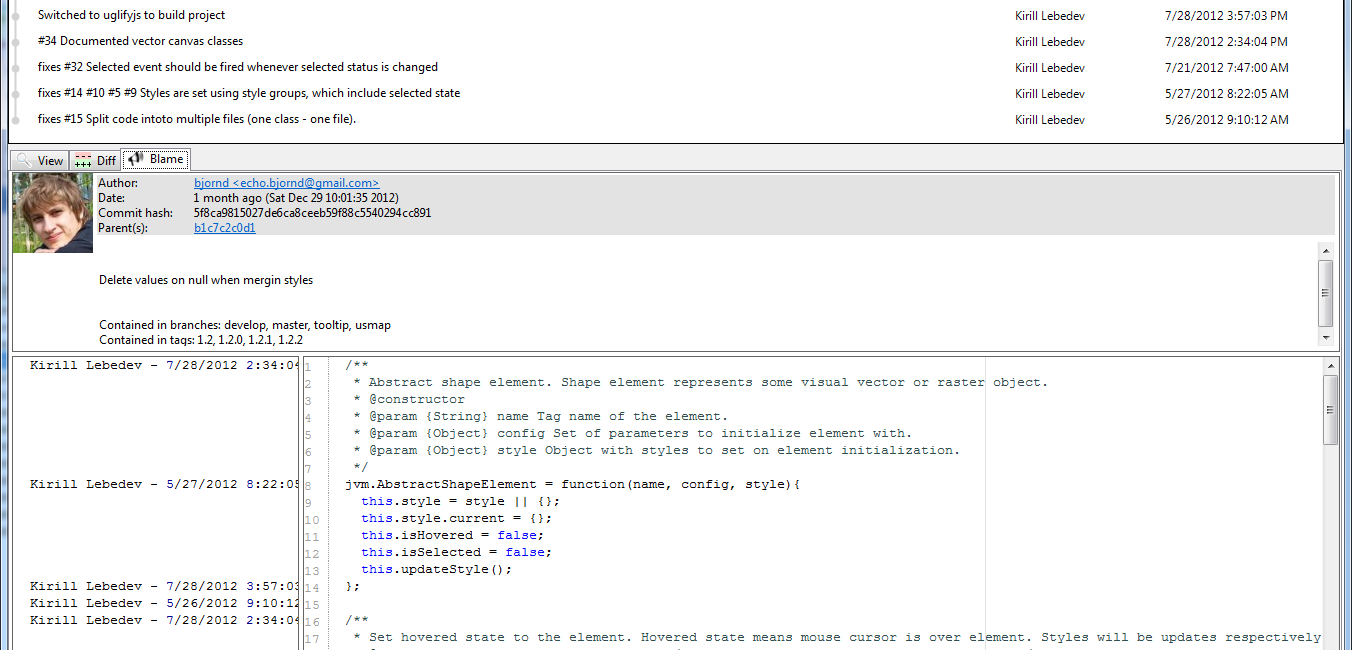 Switched to uglifyjs to build project Kirill Lebedev 7/28/2012 3:57:03 PM
#34 Documented vector canvas classes Kirill Lebedev 7/28/2012 2:34:04 PM
fixes #32 Selected event should be fired whenever selected status is changed Kirill Lebedev 7/21/2012 7:47:00 AM
fixes #14 #10 #5 #9 Styles are set using style groups, which include selected state Kirill Lebedev 5/27/2012 8:22:05 AM
fixes #15 Split code intoto multiple files (one class - one file). Kirill Lebedev 5/26/2012 9:10:12 AM
View Diff Blame
Author: bjornd <echo.bjornd@gmail.com>
Date: 1 month ago (Sat Dec 29 10:01:35 2012)
Commit hash: 5f8ca9815027de6ca8ceeb59f88c5540294cc891
Parent(s): b1c7c2c0d1
Delete values on null when mergin styles
Contained in branches: develop, master, tooltip, usmap
Contained in tags: 1.2, 1.2.0, 1.2.1, 1.2.2
Kirill Lebedev - 7/28/2012 2:34:04 1 /**
2 * Abstract shape element. Shape element represents some visual vector or raster object.
3 * @constructor
4 * @param {String} name Tag name of the element.
5 * @param {Object} config Set of parameters to initialize element with.
6 * @param {Object} style Object with styles to set on element initialization.
7 */
Kirill Lebedev - 5/27/2012 8:22:05 8 jvm.AbstractShapeElement = function(name, config, style){
9 this.style = style || {};
10 this.style.current = {};
11 this.isHovered = false;
12 this.isSelected = false;
13 this.updateStyle();
Kirill Lebedev - 7/28/2012 3:57:03 14 };
Kirill Lebedev - 5/26/2012 9:10:12 15
Kirill Lebedev - 7/28/2012 2:34:04 16 /**
17 * Set hovered state to the element. Hovered state means mouse cursor is over element. Styles will be updates respectively